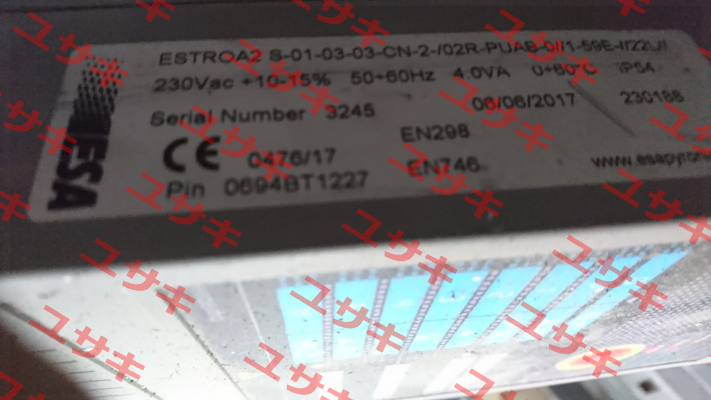 ESTROA2 S-01-03-03-CN-2-/02R-PUAB-0//1-59E-I/22U/
230Vac +10-15% 50÷60Hz 4.0VA 0÷60°C IP54
Serial Number 3245 06/06/2017 230188
CE 0476/17 EN298
Pin 0694BT1227 EN746
www.esapyro
ESA
ユサキ